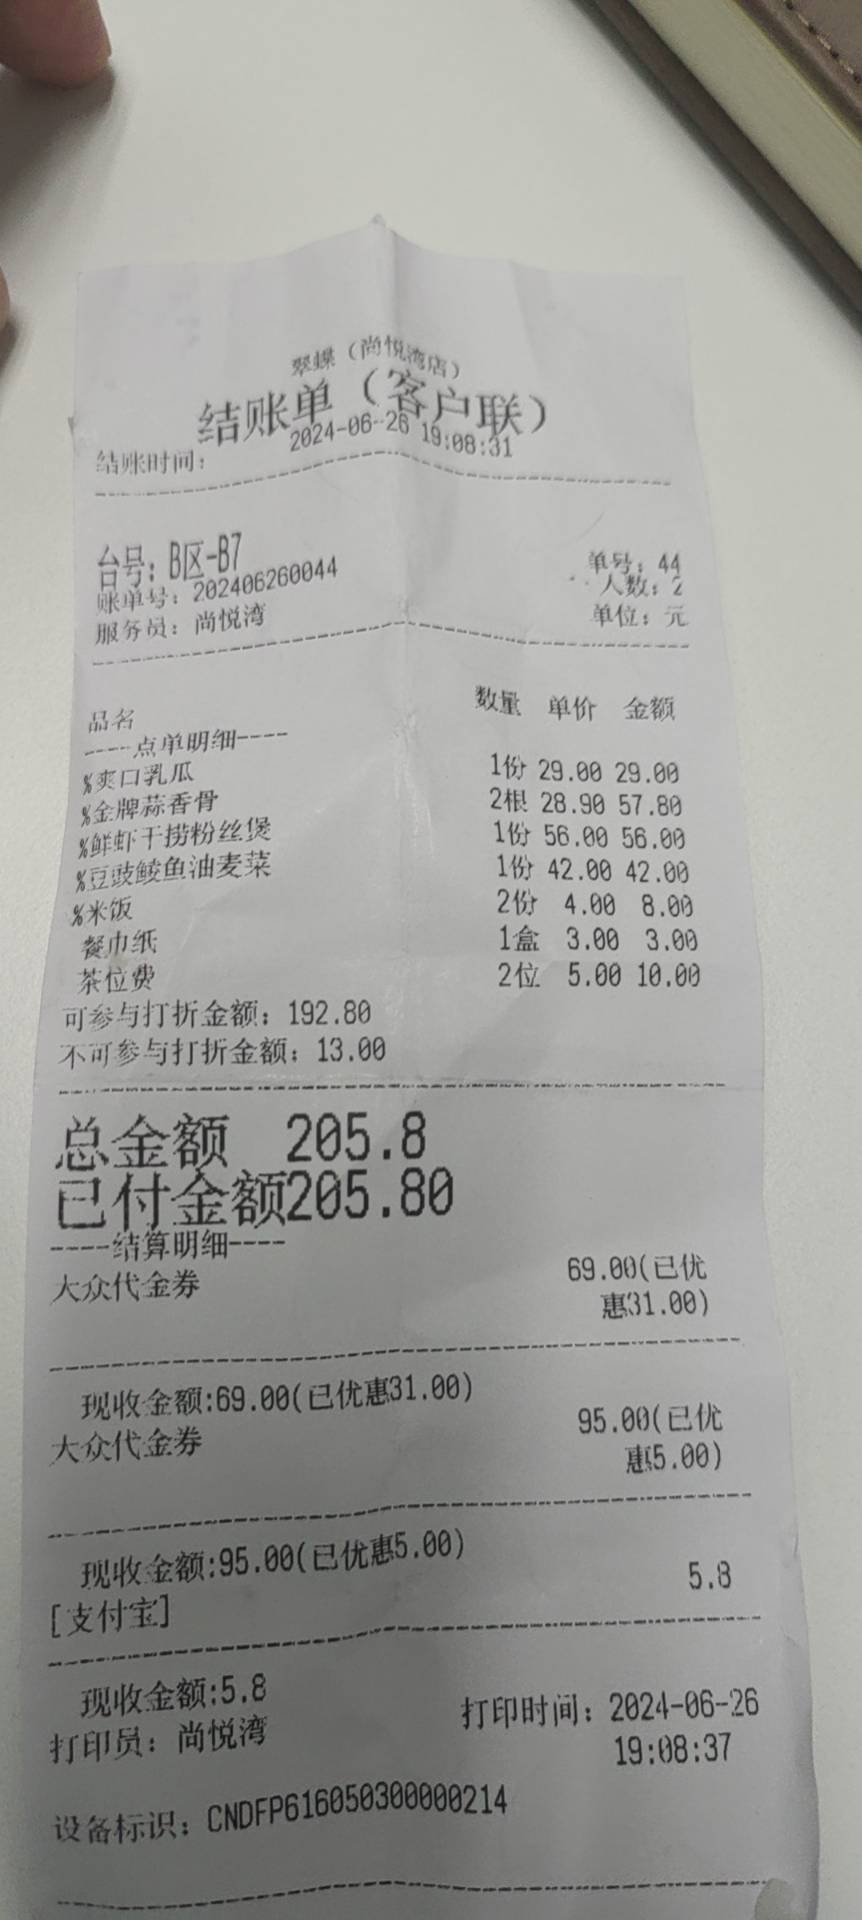 翠蝶（尚悦湾店）
结账单（客户联）
结账时间： 2024-06-26 19:08:31
台号：B区-B7 单号：44
账单号：202406260044 人数：2
服务员：尚悦湾 单位：元
品名 数量 单价 金额
----点单明细----
%爽口乳瓜 1份 29.00 29.00
%金牌蒜香骨 2根 28.90 57.80
%鲜虾干捞粉丝煲 1份 56.00 56.00
%豆豉鲮鱼油麦菜 1份 42.00 42.00
%米饭 2份 4.00 8.00
餐巾纸 1盒 3.00 3.00
茶位费 2位 5.00 10.00
可参与打折金额：192.80
不可参与打折金额：13.00
总金额 205.8
已付金额205.80
----结算明细----
大众代金券 69.00(已优
惠31.00)
现收金额:69.00(已优惠31.00)
大众代金券 95.00(已优
惠5.00)
现收金额:95.00(已优惠5.00)
[支付宝] 5.8
现收金额:5.8
打印员：尚悦湾 打印时间：2024-06-26
19:08:37
设备标识：CNDFP616050300000214